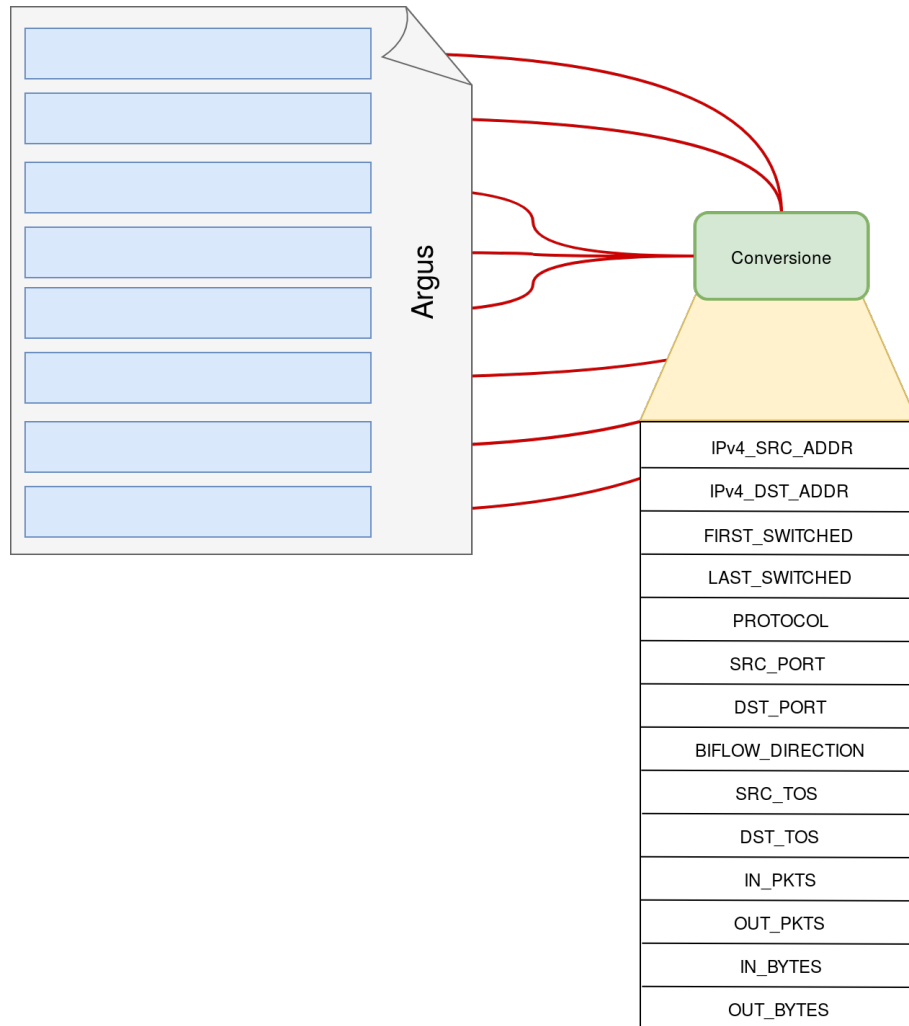 Argus
Conversione
IPv4_SRC_ADDR
IPv4_DST_ADDR
FIRST_SWITCHED
LAST_SWITCHED
PROTOCOL
SRC_PORT
DST_PORT
BIFLOW_DIRECTION
SRC_TOS
DST_TOS
IN_PKTS
OUT_PKTS
IN_BYTES
OUT_BYTES